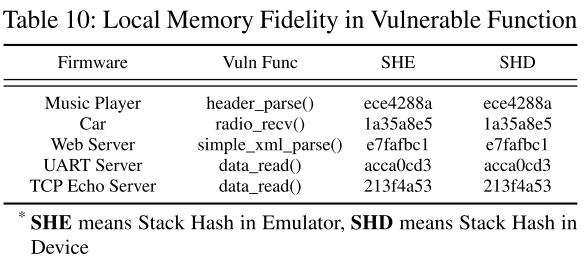 Table 10: Local Memory Fidelity in Vulnerable Function
Firmware Vuln Func SHE SHD
Music Player header_parse() ece4288a ece4288a
Car radio_recv() 1a35a8e5 1a35a8e5
Web Server simple_xml_parse() e7fafbc1 e7fafbc1
UART Server data_read() acca0cd3 acca0cd3
TCP Echo Server data_read() 213f4a53 213f4a53
* SHE means Stack Hash in Emulator, SHD means Stack Hash in
Device